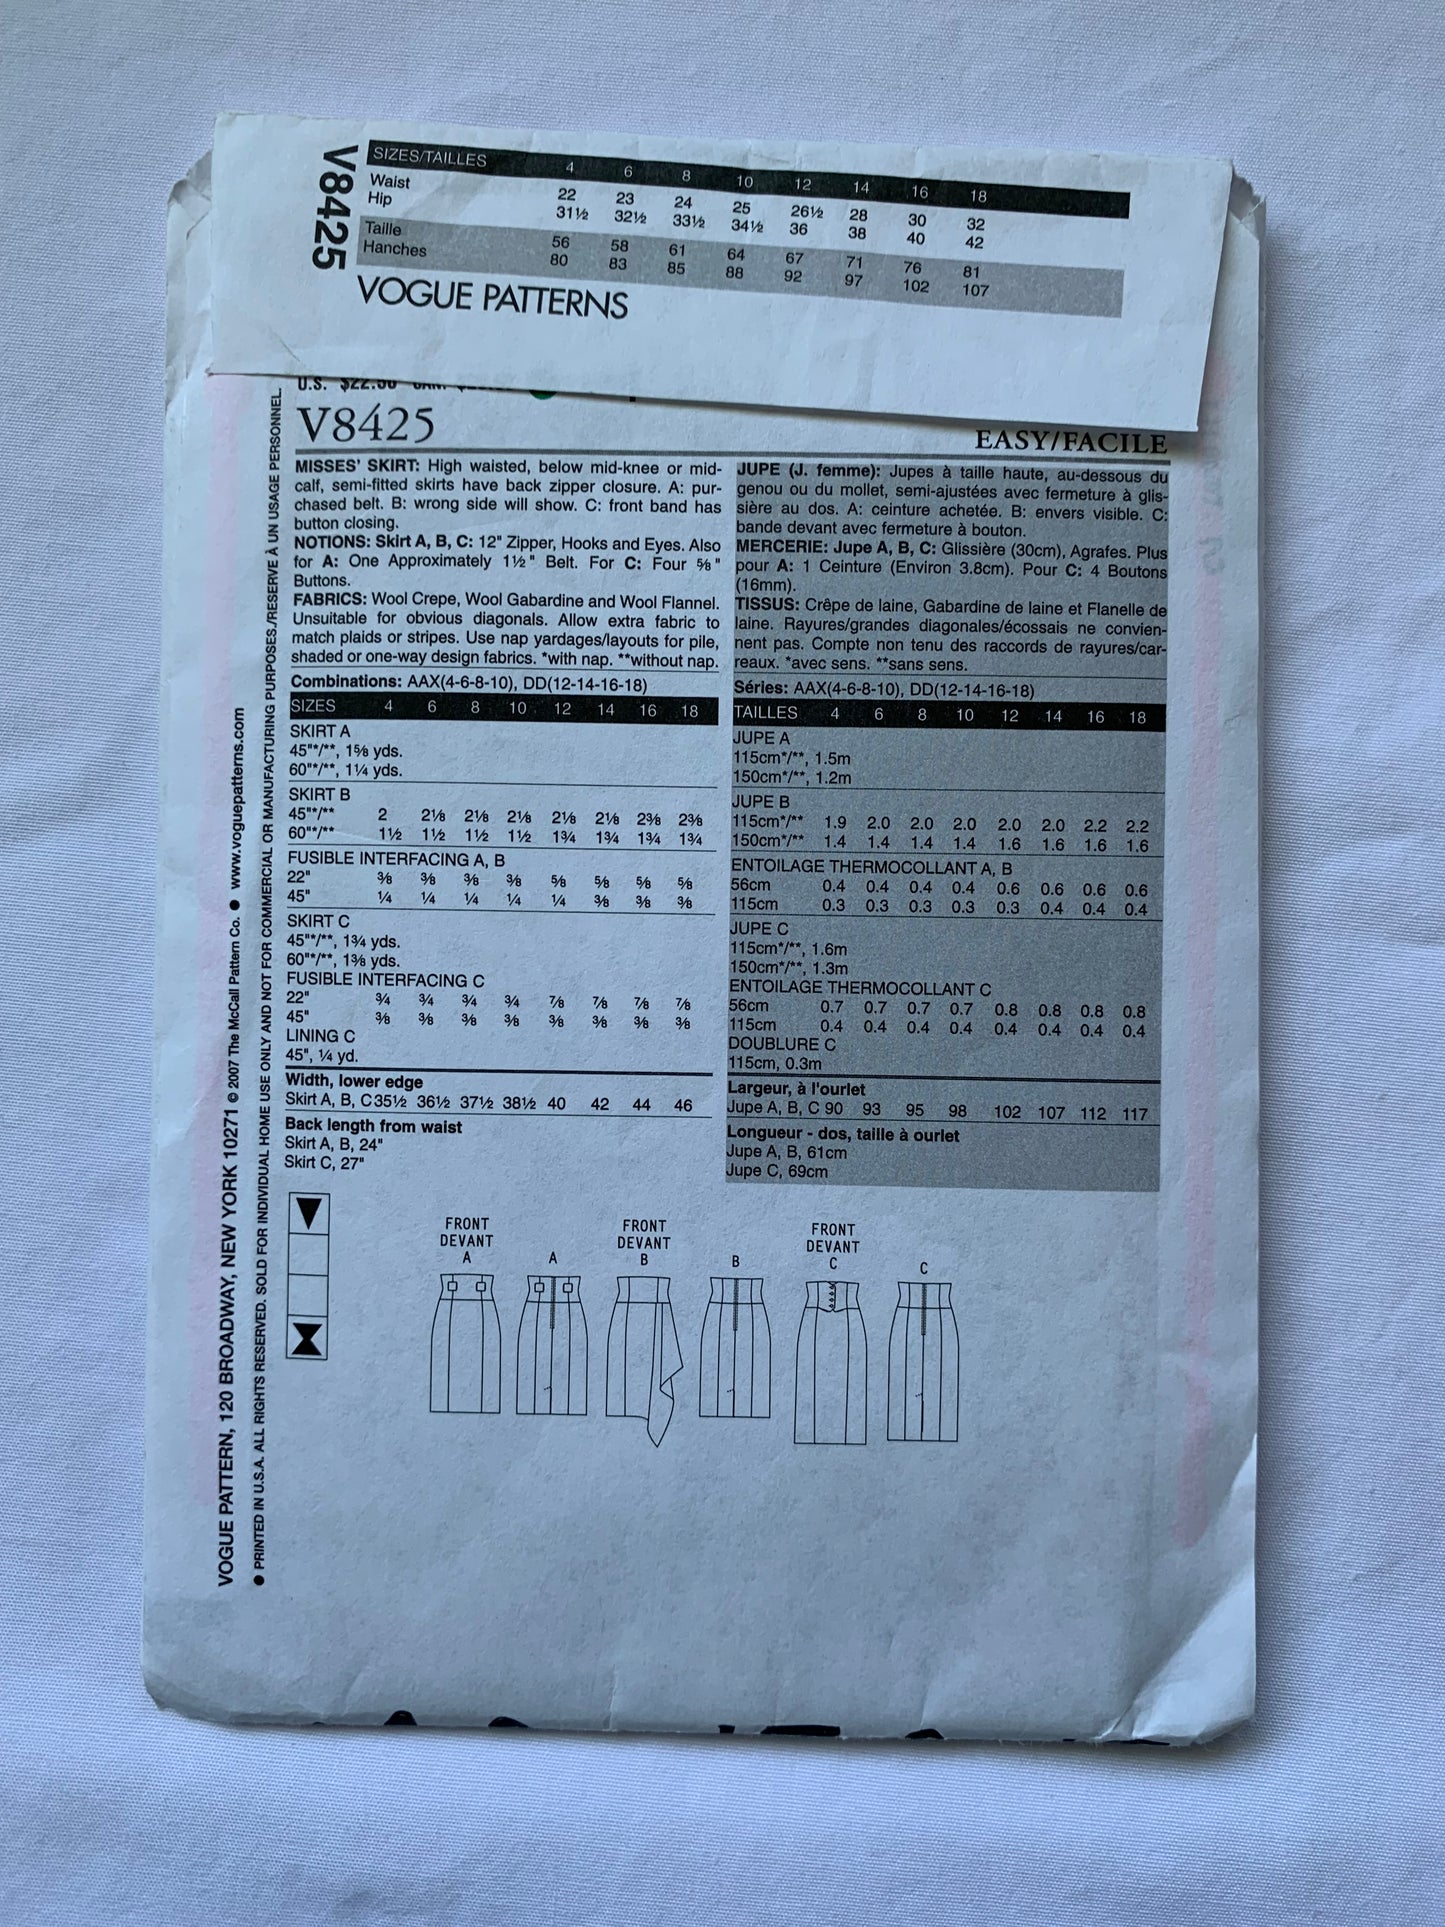 V8425
SIZES/TAILLES 4 6 8 10 12 14 16 18
Waist 22 23 24 25 26½ 28 30 32
Hip 31½ 32½ 33½ 34½ 36 38 40 42
Taille 56 58 61 64 67 71 76 81
Hanches 80 83 85 88 92 97 102 107
VOGUE PATTERNS
U.S. $22.50
V8425
EASY/FACILE
MISSES' SKIRT: High waisted, below mid-knee or mid-
calf, semi-fitted skirts have back zipper closure. A: pur-
chased belt. B: wrong side will show. C: front band has
button closing.
NOTIONS: Skirt A, B, C: 12" Zipper, Hooks and Eyes. Also
for A: One Approximately 1½" Belt. For C: Four ⅝"
Buttons.
FABRICS: Wool Crepe, Wool Gabardine and Wool Flannel.
Unsuitable for obvious diagonals. Allow extra fabric to
match plaids or stripes. Use nap yardages/layouts for pile,
shaded or one-way design fabrics. *with nap. **without nap.
Combinations: AAX(4-6-8-10), DD(12-14-16-18)
SIZES 4 6 8 10 12 14 16 18
SKIRT A
45"*/**, 1⅝ yds.
60"*/**, 1¼ yds.
SKIRT B
45"*/** 2 2⅛ 2⅛ 2⅛ 2⅛ 2⅛ 2⅜ 2⅜
60"*/** 1½ 1½ 1½ 1½ 1¾ 1¾ 1¾ 1¾
FUSIBLE INTERFACING A, B
22" ⅜ ⅜ ⅜ ⅜ ⅝ ⅝ ⅝ ⅝
45" ¼ ¼ ¼ ¼ ¼ ⅜ ⅜ ⅜
SKIRT C
45"*/**, 1¾ yds.
60"*/**, 1⅜ yds.
FUSIBLE INTERFACING C
22" ¾ ¾ ¾ ¾ ⅞ ⅞ ⅞ ⅞
45" ⅜ ⅜ ⅜ ⅜ ⅜ ⅜ ⅜ ⅜
LINING C
45", ¼ yd.
Width, lower edge
Skirt A, B, C 35½ 36½ 37½ 38½ 40 42 44 46
Back length from waist
Skirt A, B, 24"
Skirt C, 27"
JUPE (J. femme): Jupes à taille haute, au-dessous du
genou ou du mollet, semi-ajustées avec fermeture à glis-
sière au dos. A: ceinture achetée. B: envers visible. C:
bande devant avec fermeture à bouton.
MERCERIE: Jupe A, B, C: Glissière (30cm), Agrafes. Plus
pour A: 1 Ceinture (Environ 3.8cm). Pour C: 4 Boutons
(16mm).
TISSUS: Crêpe de laine, Gabardine de laine et Flanelle de
laine. Rayures/grandes diagonales/écossais ne convien-
nent pas. Compte non tenu des raccords de rayures/car-
reaux. *avec sens. **sans sens.
Séries: AAX(4-6-8-10), DD(12-14-16-18)
TAILLES 4 6 8 10 12 14 16 18
JUPE A
115cm*/**, 1.5m
150cm*/**, 1.2m
JUPE B
115cm*/** 1.9 2.0 2.0 2.0 2.0 2.0 2.2 2.2
150cm*/** 1.4 1.4 1.4 1.4 1.6 1.6 1.6 1.6
ENTOILAGE THERMOCOLLANT A, B
56cm 0.4 0.4 0.4 0.4 0.6 0.6 0.6 0.6
115cm 0.3 0.3 0.3 0.3 0.3 0.4 0.4 0.4
JUPE C
115cm*/**, 1.6m
150cm*/**, 1.3m
ENTOILAGE THERMOCOLLANT C
56cm 0.7 0.7 0.7 0.7 0.8 0.8 0.8 0.8
115cm 0.4 0.4 0.4 0.4 0.4 0.4 0.4 0.4
DOUBLURE C
115cm, 0.3m
Largeur, à l'ourlet
Jupe A, B, C 90 93 95 98 102 107 112 117
Longueur - dos, taille à ourlet
Jupe A, B, 61cm
Jupe C, 69cm
FRONT
DEVANT
A
A
FRONT
DEVANT
B
B
FRONT
DEVANT
C
C
VOGUE PATTERN, 120 BROADWAY, NEW YORK 10271 © 2007 The McCall Pattern Co. ● www.voguepatterns.com
● PRINTED IN U.S.A. ALL RIGHTS RESERVED. SOLD FOR INDIVIDUAL HOME USE ONLY AND NOT FOR COMMERCIAL OR MANUFACTURING PURPOSES./RESERVE À UN USAGE PERSONNEL.